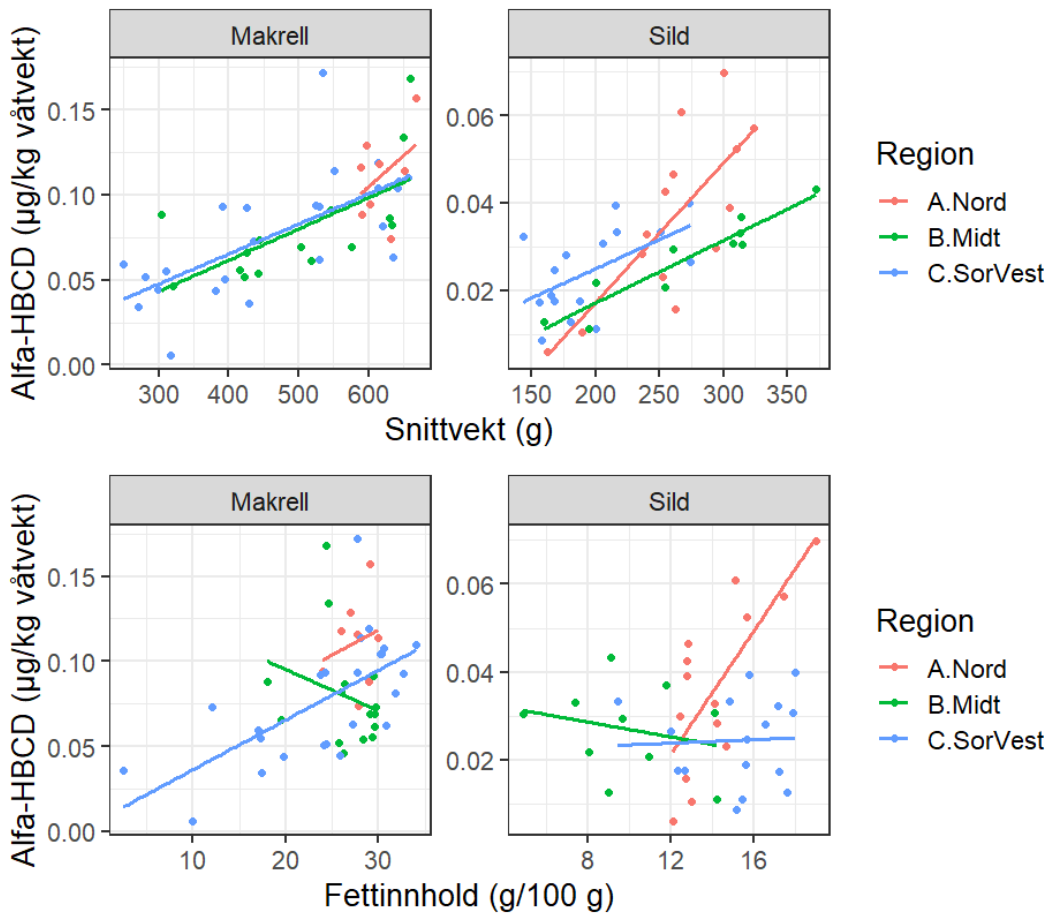 Makrell
Sild
Alfa-HBCD (µg/kg våtvekt)
0.15
0.10
0.05
0.00
0.06
0.04
0.02
300 400 500 600
150 200 250 300 350
Snittvekt (g)
Region
A.Nord
B.Midt
C.SorVest
Makrell
Sild
Alfa-HBCD (µg/kg våtvekt)
0.15
0.10
0.05
0.00
0.06
0.04
0.02
10 20 30
8 12 16
Fettinnhold (g/100 g)
Region
A.Nord
B.Midt
C.SorVest